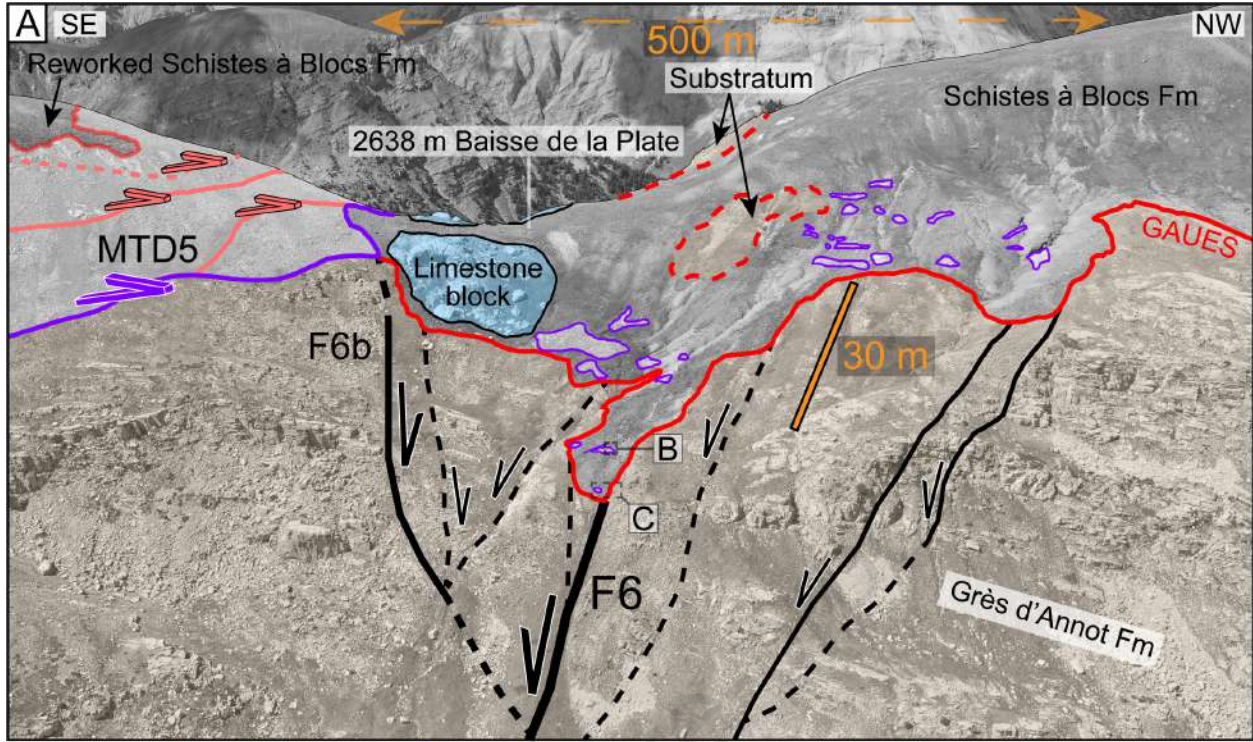 A
SE
NW
500 m
Reworked Schistes à Blocs Fm
Substratum
Schistes à Blocs Fm
2638 m Baisse de la Plate
GAUES
MTD5
Limestone
block
F6b
30 m
B
C
F6
Grès d'Annot Fm